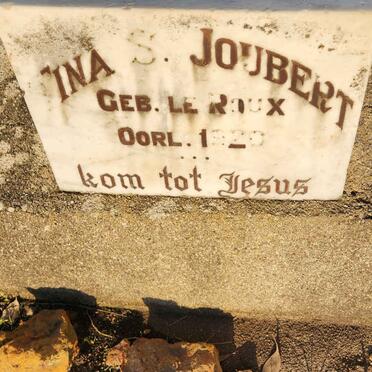 INA S. JOUBERT
GEB. LE ROUX
OORL.
kom tot Jesus